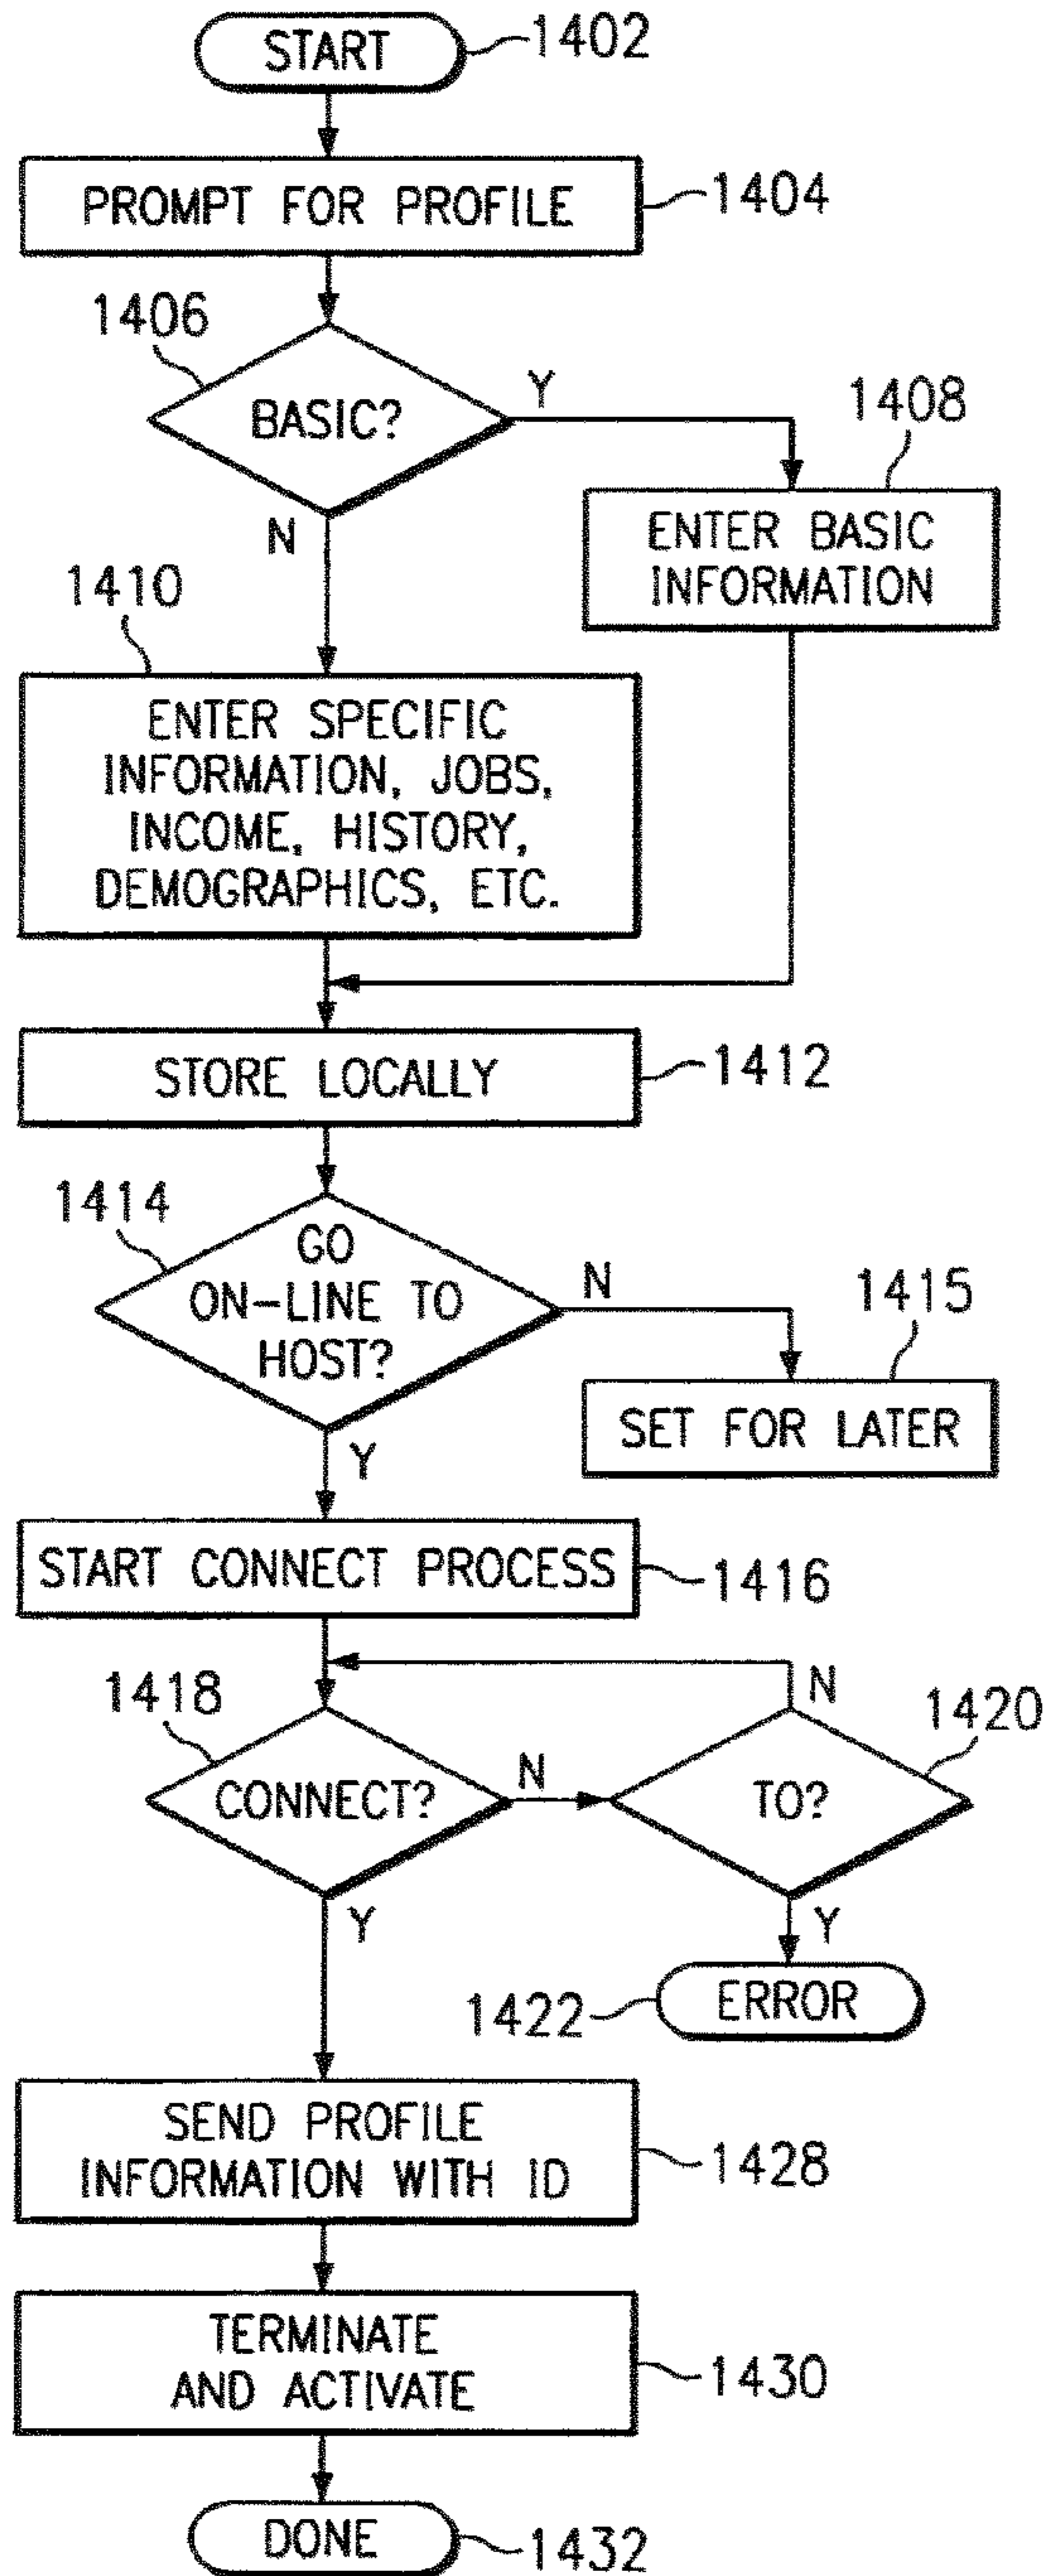 START
1402
PROMPT FOR PROFILE
1404
1406
BASIC?
Y
N
1408
ENTER BASIC
INFORMATION
1410
ENTER SPECIFIC
INFORMATION, JOBS,
INCOME, HISTORY,
DEMOGRAPHICS, ETC.
STORE LOCALLY
1412
1414
GO
ON-LINE TO
HOST?
N
Y
1415
SET FOR LATER
START CONNECT PROCESS
1416
1418
CONNECT?
N
Y
1420
TO?
N
Y
1422
ERROR
SEND PROFILE
INFORMATION WITH ID
1428
TERMINATE
AND ACTIVATE
1430
DONE
1432